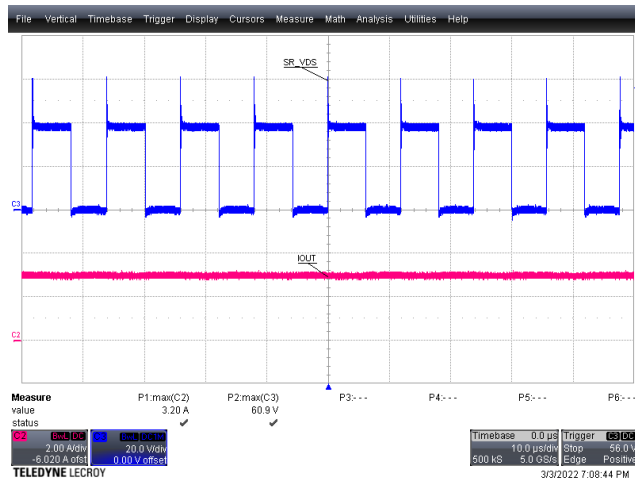 File Vertical Timebase Trigger Display Cursors Measure Math Analysis Utilities Help
SR_VDS
C3
IOUT
C2
Measure P1:max(C2) P2:max(C3) P3:- - - P4:- - - P5:- - - P6:- - -
value 3.20 A 60.9 V
status
C2 BwL DC
2.00 A/div 20.0 V/div
-6.020 A ofst 0.00 V offset
Timebase 0.0 µs Trigger C3 DC
10.0 µs/div Stop 56.0 V
500 kS 5.0 GS/s Edge Positive
TELEDYNE LECROY
3/3/2022 7:08:44 PM